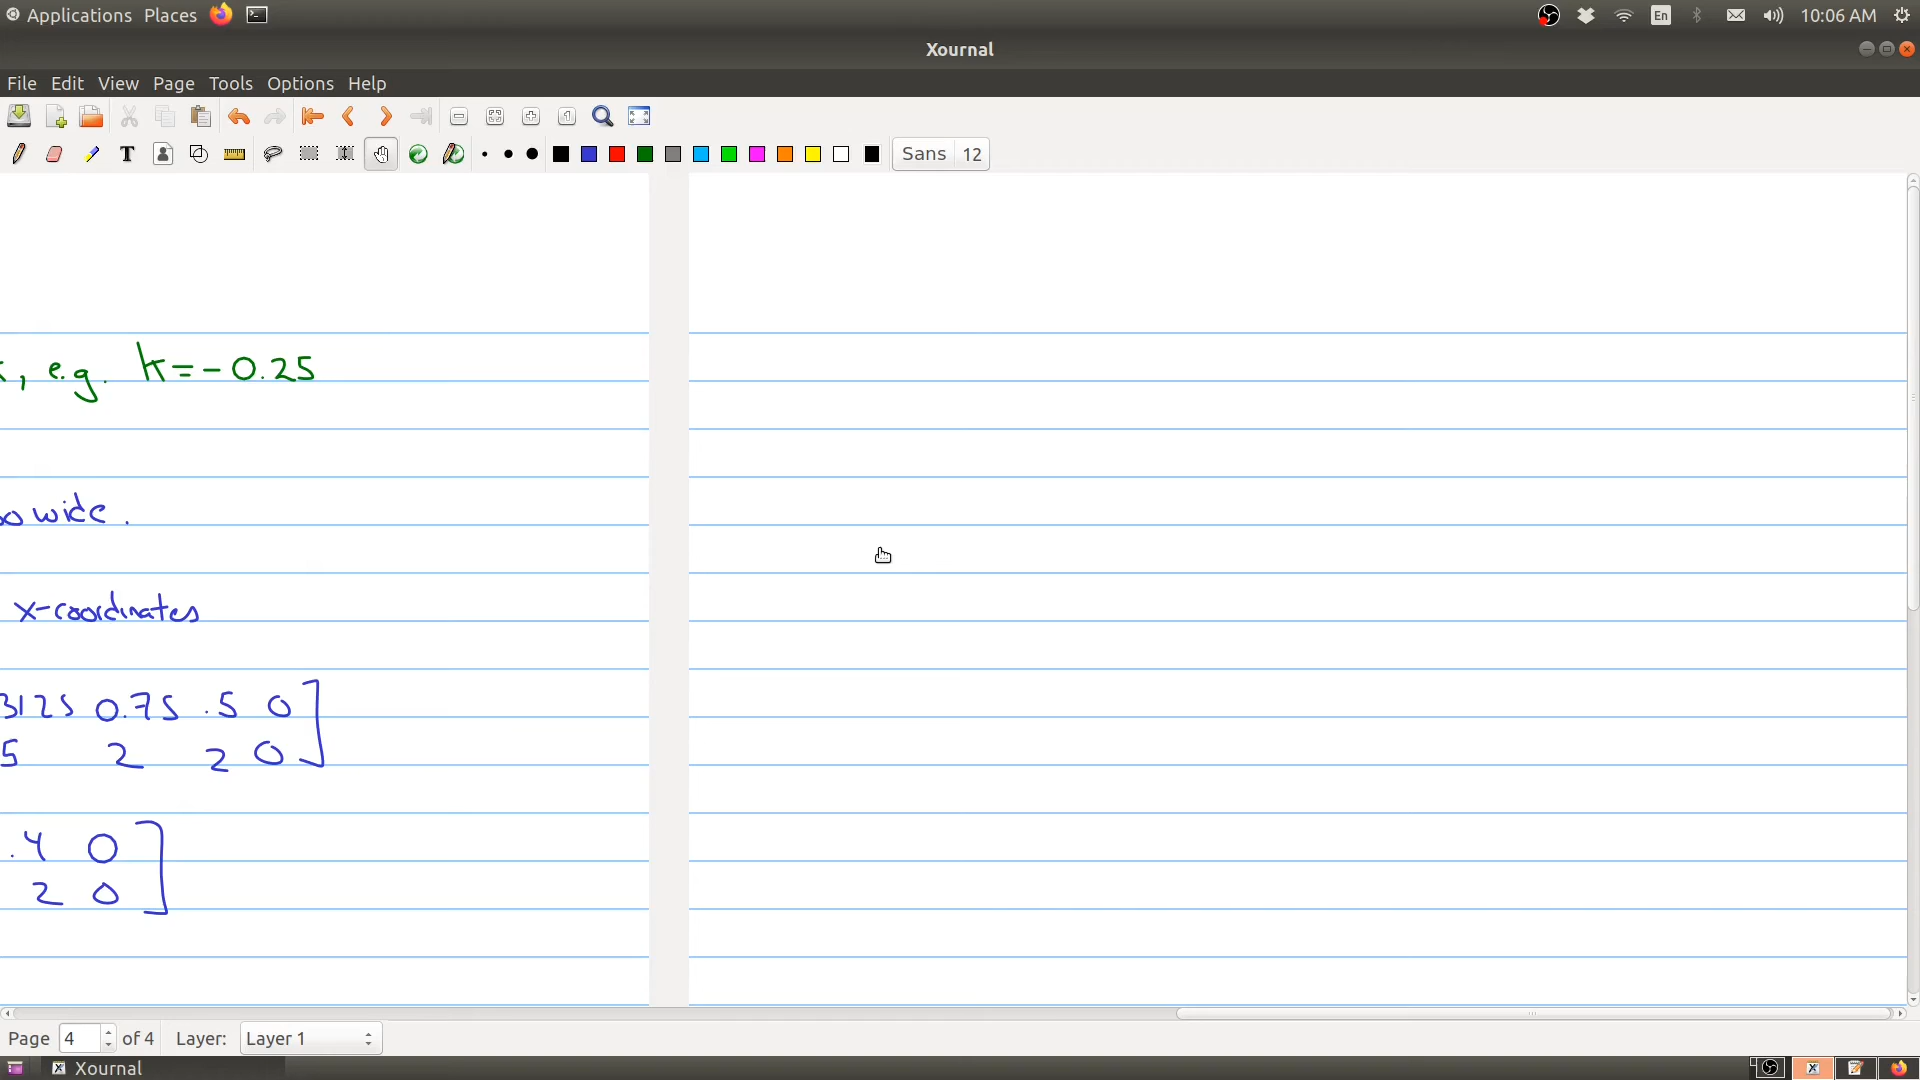 Applications Places En 10:06 AM
Xournal
File Edit View Page Tools Options Help
T Sans 12
, e.g. k = - 0.25
wide .
x-coordinates
3125 0.75 .5 0 ]
5 2 2 0
.4 0 ]
2 0
Page 4 of 4 Layer: Layer 1
Xournal